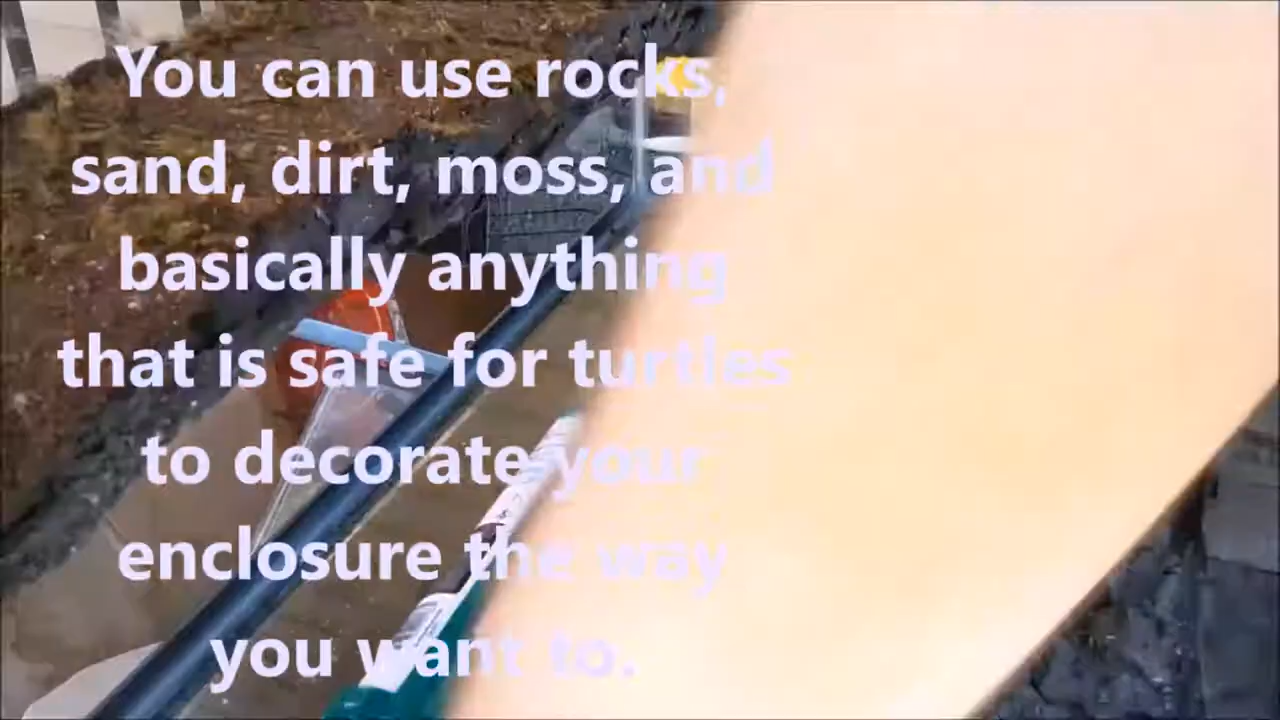 You can use rocks,
sand, dirt, moss, and
basically anything
that is safe for turtles
to decorate your
enclosure the way
you want to.